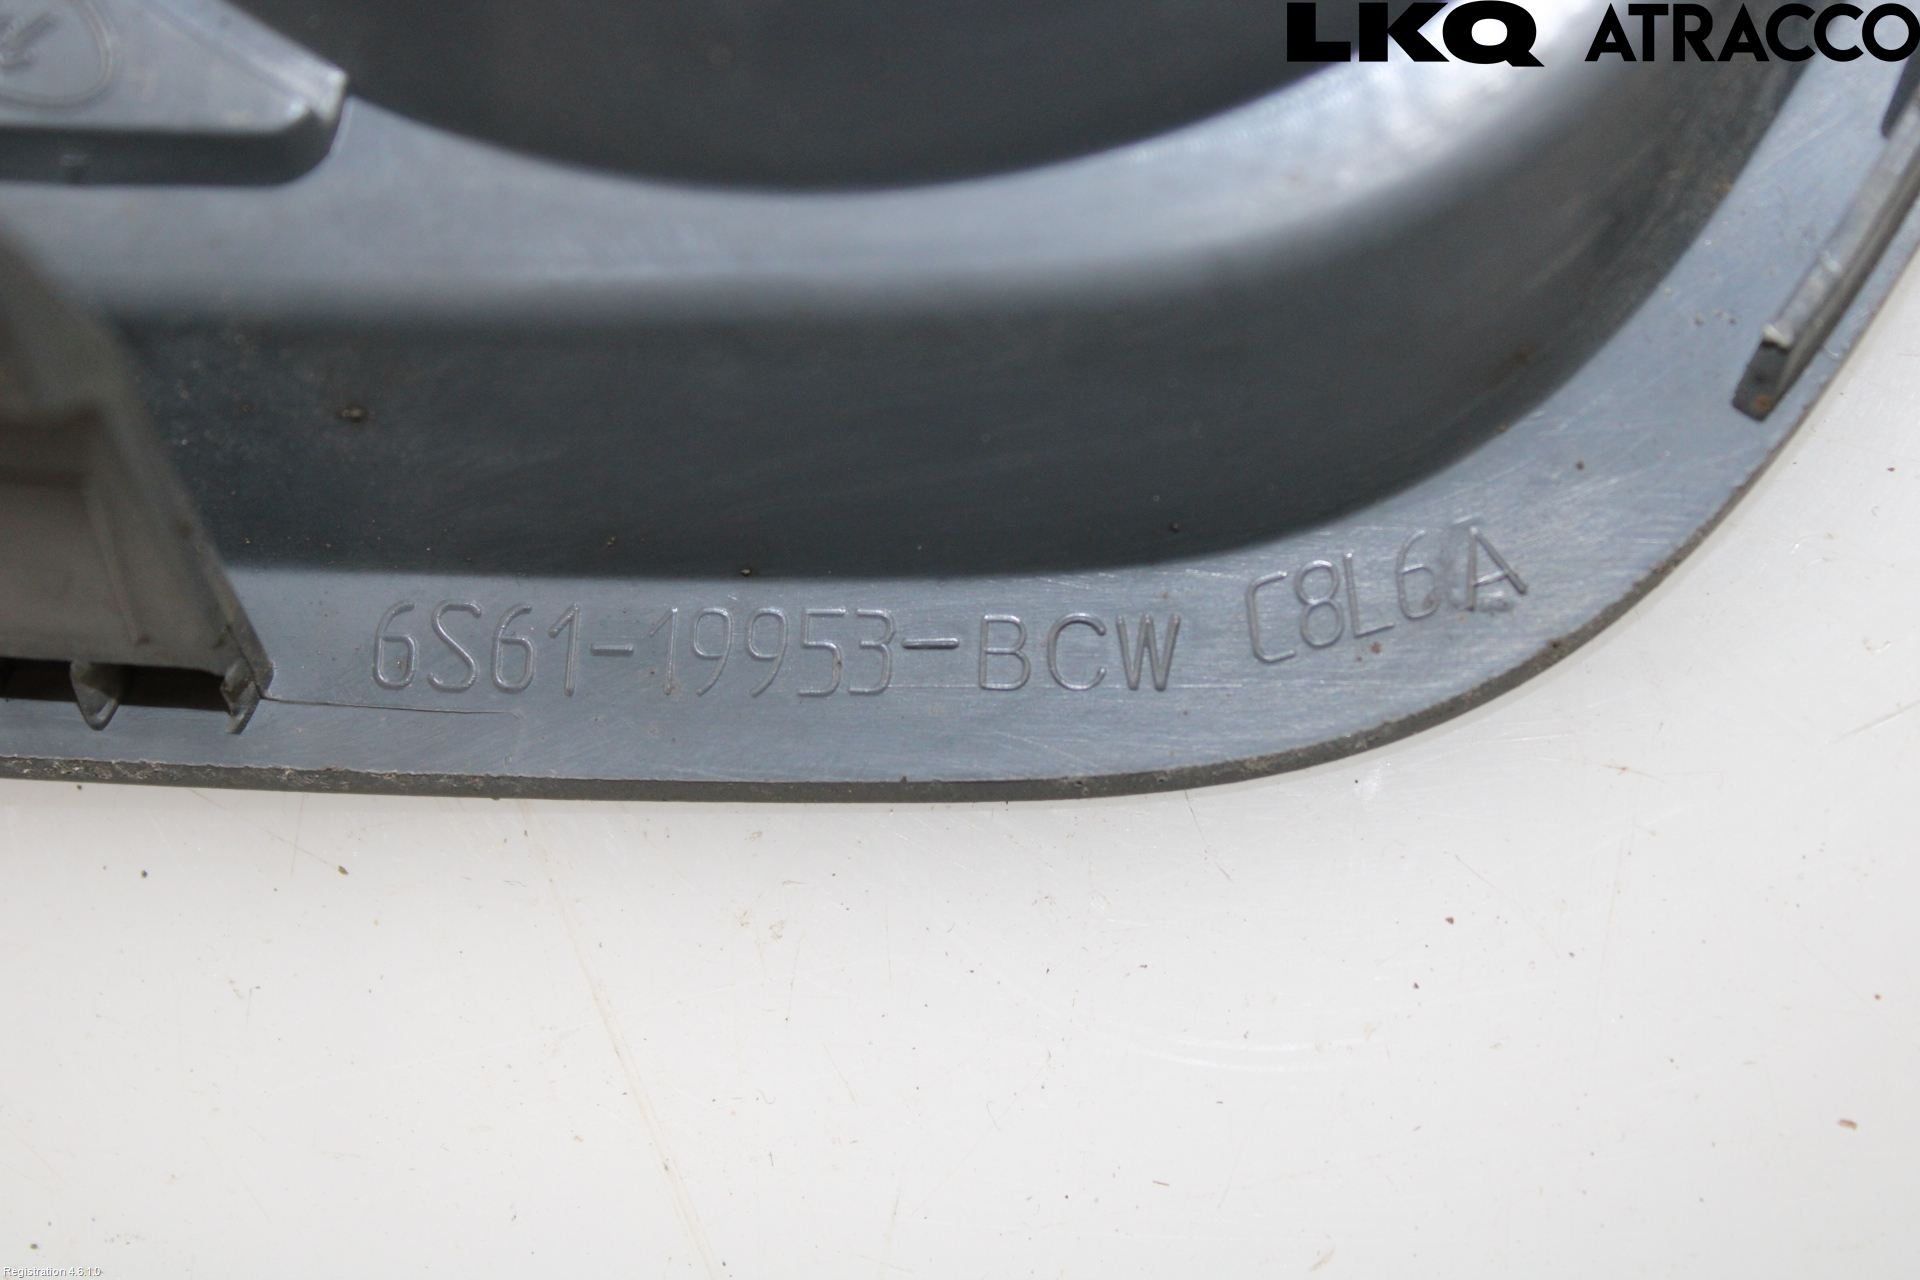 LKQ ATRACCO
6S61-19953-BCW C8L6A
Registration 4.6.1.0